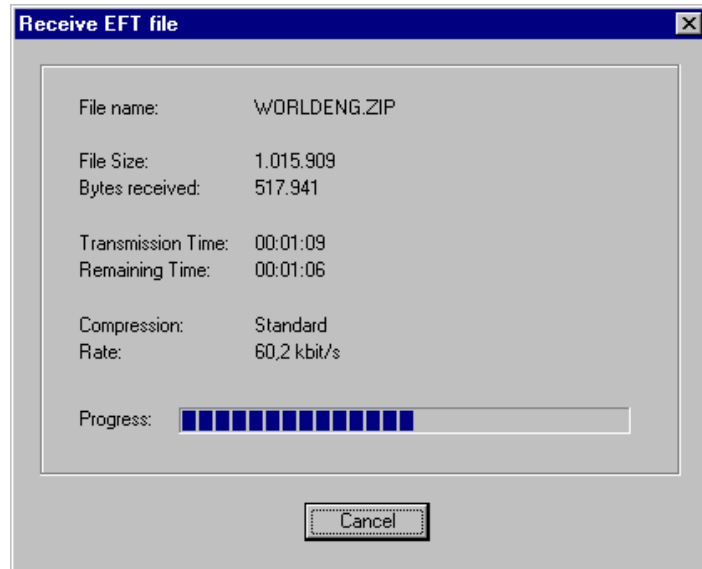 Receive EFT file
File name: WORLDENG.ZIP
File Size: 1.015.909
Bytes received: 517.941
Transmission Time: 00:01:09
Remaining Time: 00:01:06
Compression: Standard
Rate: 60,2 kbit/s
Progress:
Cancel